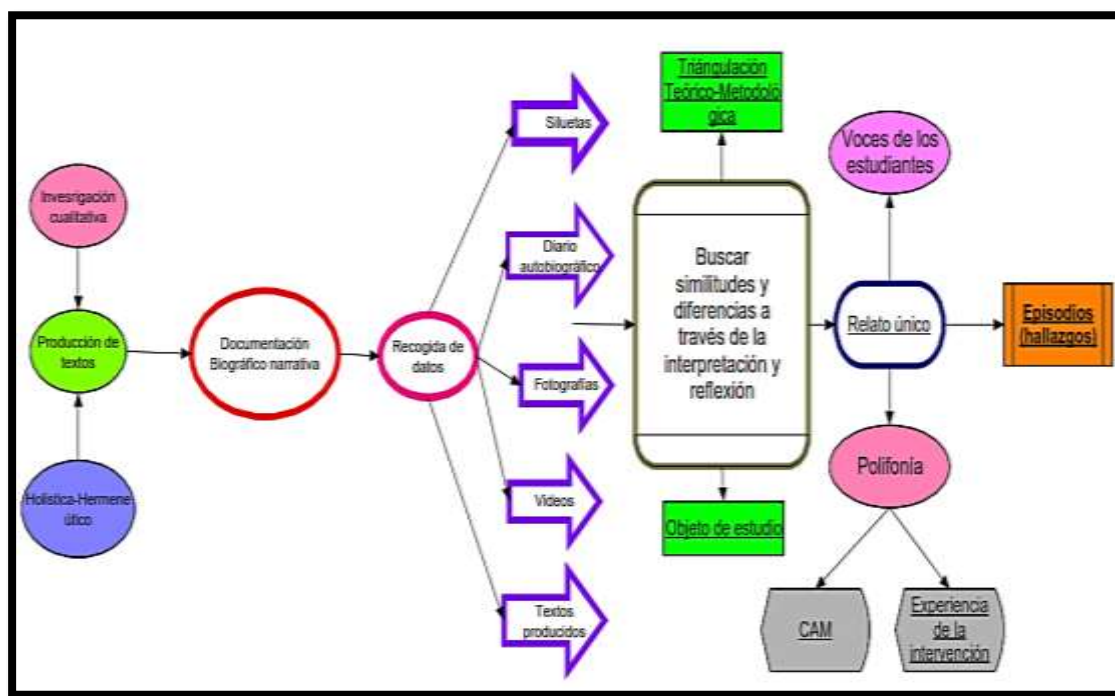 Invesrigación
cualitativa
Producción de
textos
Holistica-Hermene
útico
Documentación
Biográfico narrativa
Recogida de
datos
Siluetas
Diario
autobiográfico
Fotografías
Videos
Textos
producidos
Triángulación
Teórico-Metodoló
gica
Buscar
similitudes y
diferencias a
través de la
interpretación y
reflexión
Objeto de estudio
Voces de los
estudiantes
Relato único
Episodios
(hallazgos)
Polifonía
CAM
Experiencia
de la
intervención